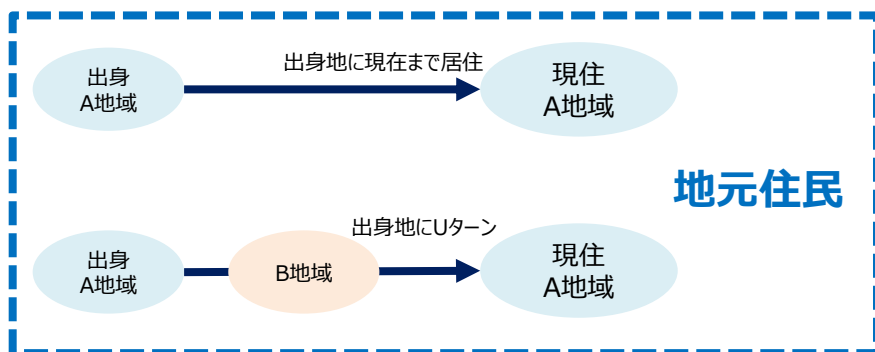 出身地に現在まで居住
出身
A地域
現住
A地域
地元住民
出身地にUターン
出身
A地域
B地域
現住
A地域